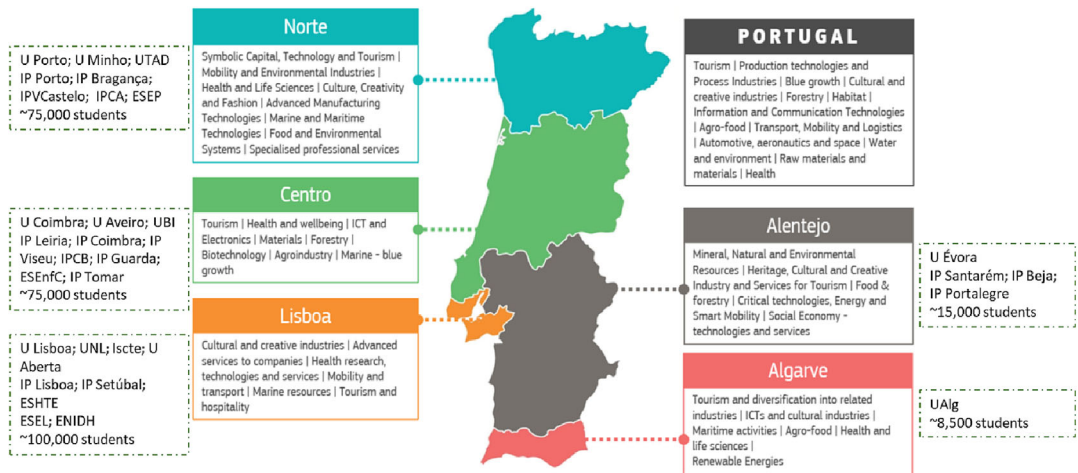 Norte
Symbolic Capital, Technology and Tourism |
Mobility and Environmental Industries |
Health and Life Sciences | Culture, Creativity
and Fashion | Advanced Manufacturing
Technologies | Marine and Maritime
Technologies | Food and Environmental
Systems | Specialised professional services
U Porto; U Minho; UTAD
IP Porto; IP Bragança;
IPVCastelo; IPCA; ESEP
~75,000 students
PORTUGAL
Tourism | Production technologies and
Process Industries | Blue growth | Cultural and
creative industries | Forestry | Habitat |
Information and Communication Technologies
| Agro-food | Transport, Mobility and Logistics
| Automotive, aeronautics and space | Water
and environment | Raw materials and
materials | Health
Centro
Tourism | Health and wellbeing | ICT and
Electronics | Materials | Forestry |
Biotechnology | Agroindustry | Marine - blue
growth
U Coimbra; U Aveiro; UBI
IP Leiria; IP Coimbra; IP
Viseu; IPCB; IP Guarda;
ESEnfC; IP Tomar
~75,000 students
Alentejo
Mineral, Natural and Environmental
Resources | Heritage, Cultural and Creative
Industry and Services for Tourism | Food &
forestry | Critical technologies, Energy and
Smart Mobility | Social Economy -
technologies and services
U Évora
IP Santarém; IP Beja;
IP Portalegre
~15,000 students
Lisboa
Cultural and creative industries | Advanced
services to companies | Health research,
technologies and services | Mobility and
transport | Marine resources | Tourism and
hospitality
U Lisboa; UNL; Iscte; U
Aberta
IP Lisboa; IP Setúbal;
ESHTE
ESEL; ENIDH
~100,000 students
Algarve
Tourism and diversification into related
industries | ICTs and cultural industries |
Maritime activities | Agro-food | Health and
life sciences |
Renewable Energies
UAlg
~8,500 students